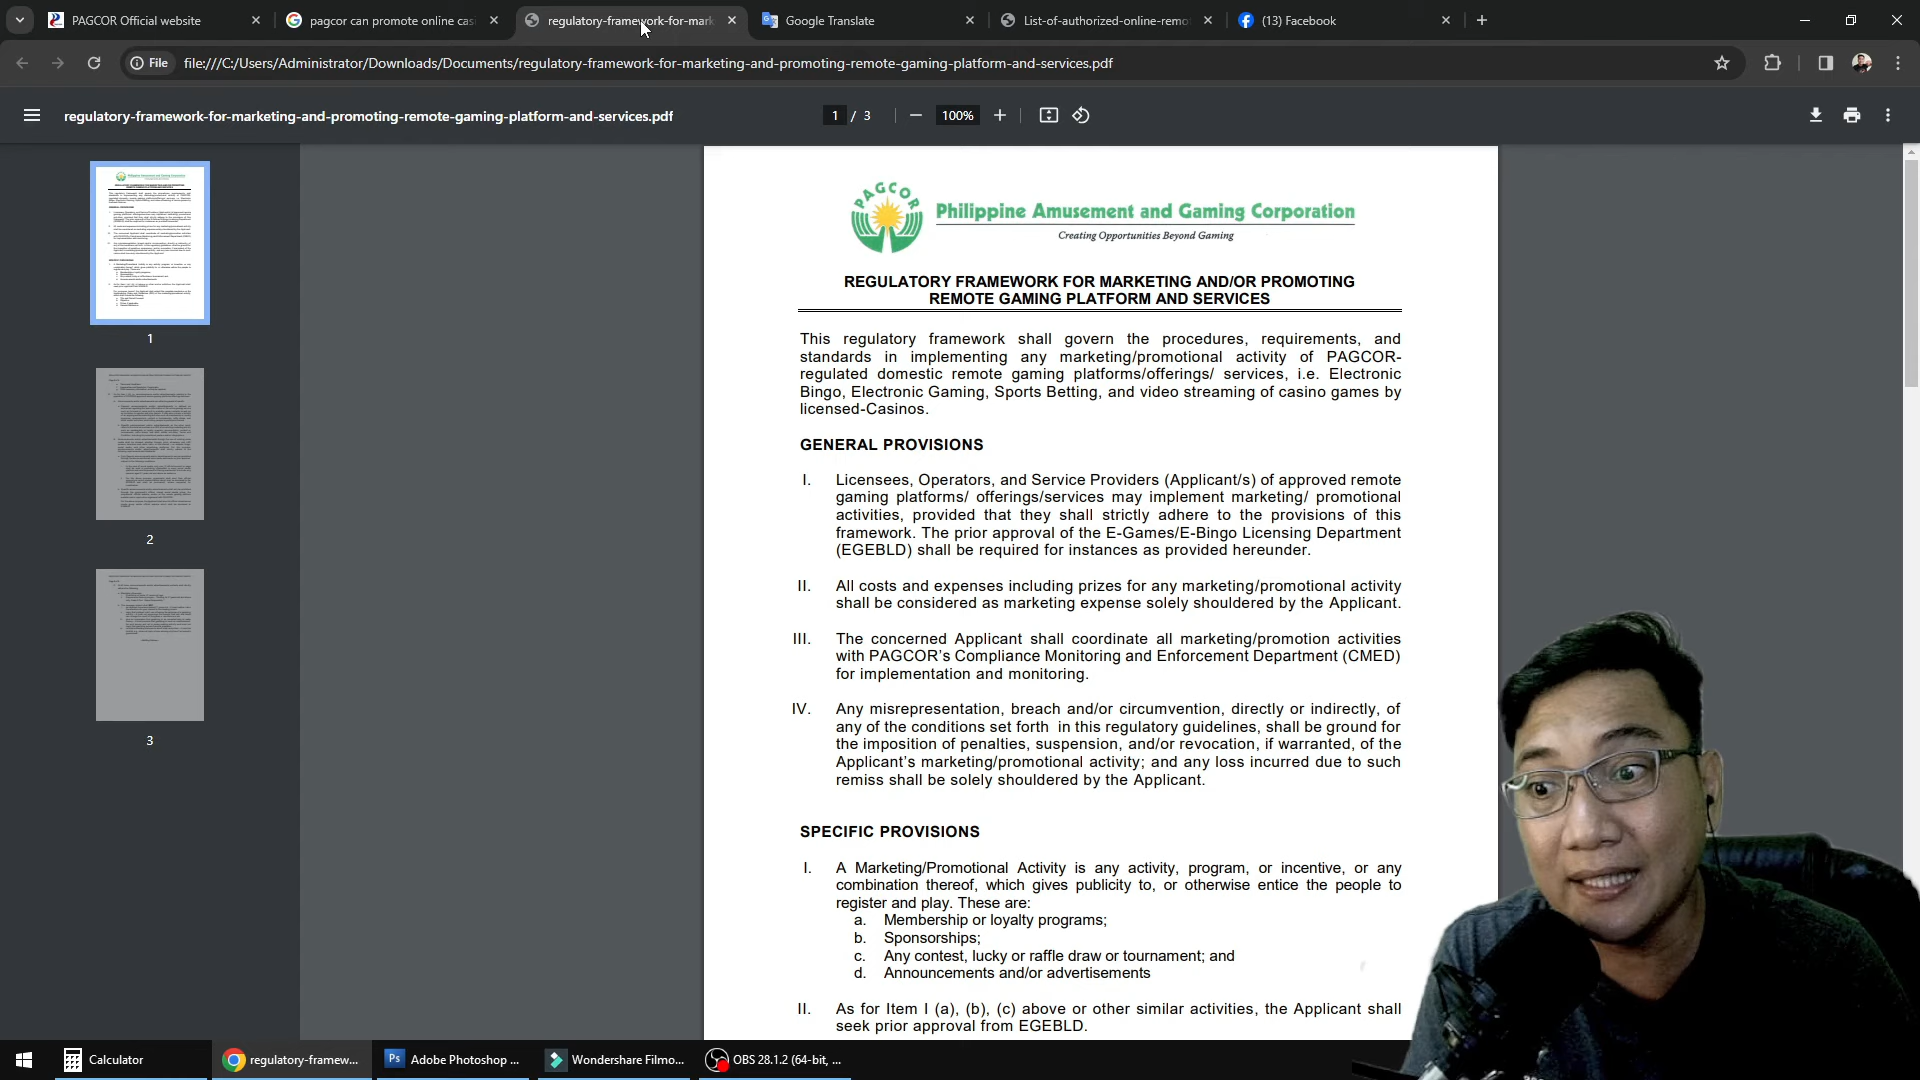 PAGCOR Official website
pagcor can promote online cas
regulatory-framework-for-mark
Google Translate
List-of-authorized-online-remo
(13) Facebook
File
file:///C:/Users/Administrator/Downloads/Documents/regulatory-framework-for-marketing-and-promoting-remote-gaming-platform-and-services.pdf
regulatory-framework-for-marketing-and-promoting-remote-gaming-platform-and-services.pdf
1 / 3
100%
1
2
3
PAGCOR
Philippine Amusement and Gaming Corporation
Creating Opportunities Beyond Gaming
REGULATORY FRAMEWORK FOR MARKETING AND/OR PROMOTING
REMOTE GAMING PLATFORM AND SERVICES
This regulatory framework shall govern the procedures, requirements, and
standards in implementing any marketing/promotional activity of PAGCOR-
regulated domestic remote gaming platforms/offerings/ services, i.e. Electronic
Bingo, Electronic Gaming, Sports Betting, and video streaming of casino games by
licensed-Casinos.
GENERAL PROVISIONS
I. Licensees, Operators, and Service Providers (Applicant/s) of approved remote
gaming platforms/ offerings/services may implement marketing/ promotional
activities, provided that they shall strictly adhere to the provisions of this
framework. The prior approval of the E-Games/E-Bingo Licensing Department
(EGEBLD) shall be required for instances as provided hereunder.
II. All costs and expenses including prizes for any marketing/promotional activity
shall be considered as marketing expense solely shouldered by the Applicant.
III. The concerned Applicant shall coordinate all marketing/promotion activities
with PAGCOR's Compliance Monitoring and Enforcement Department (CMED)
for implementation and monitoring.
IV. Any misrepresentation, breach and/or circumvention, directly or indirectly, of
any of the conditions set forth in this regulatory guidelines, shall be ground for
the imposition of penalties, suspension, and/or revocation, if warranted, of the
Applicant's marketing/promotional activity; and any loss incurred due to such
remiss shall be solely shouldered by the Applicant.
SPECIFIC PROVISIONS
I. A Marketing/Promotional Activity is any activity, program, or incentive, or any
combination thereof, which gives publicity to, or otherwise entice the people to
register and play. These are:
a. Membership or loyalty programs;
b. Sponsorships;
c. Any contest, lucky or raffle draw or tournament; and
d. Announcements and/or advertisements
II. As for Item I (a), (b), (c) above or other similar activities, the Applicant shall
seek prior approval from EGEBLD.
Calculator
regulatory-framew...
Ps
Adobe Photoshop ...
Wondershare Filmo...
OBS 28.1.2 (64-bit, ...